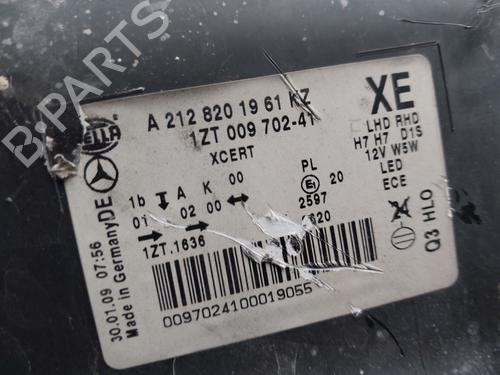 HELLA
A 212 820 19 61 KZ
1ZT 009 702-41
XCERT
XE
LHD RHD
H7 H7 D1S
12V W5W
LED
ECE
PL
E1 20
2597
1b A K 00
01 02 00
1ZT.1636
Q3 HLO
30.01.09 07:56
Made in Germany DE
0097024100019055
B-PARTS